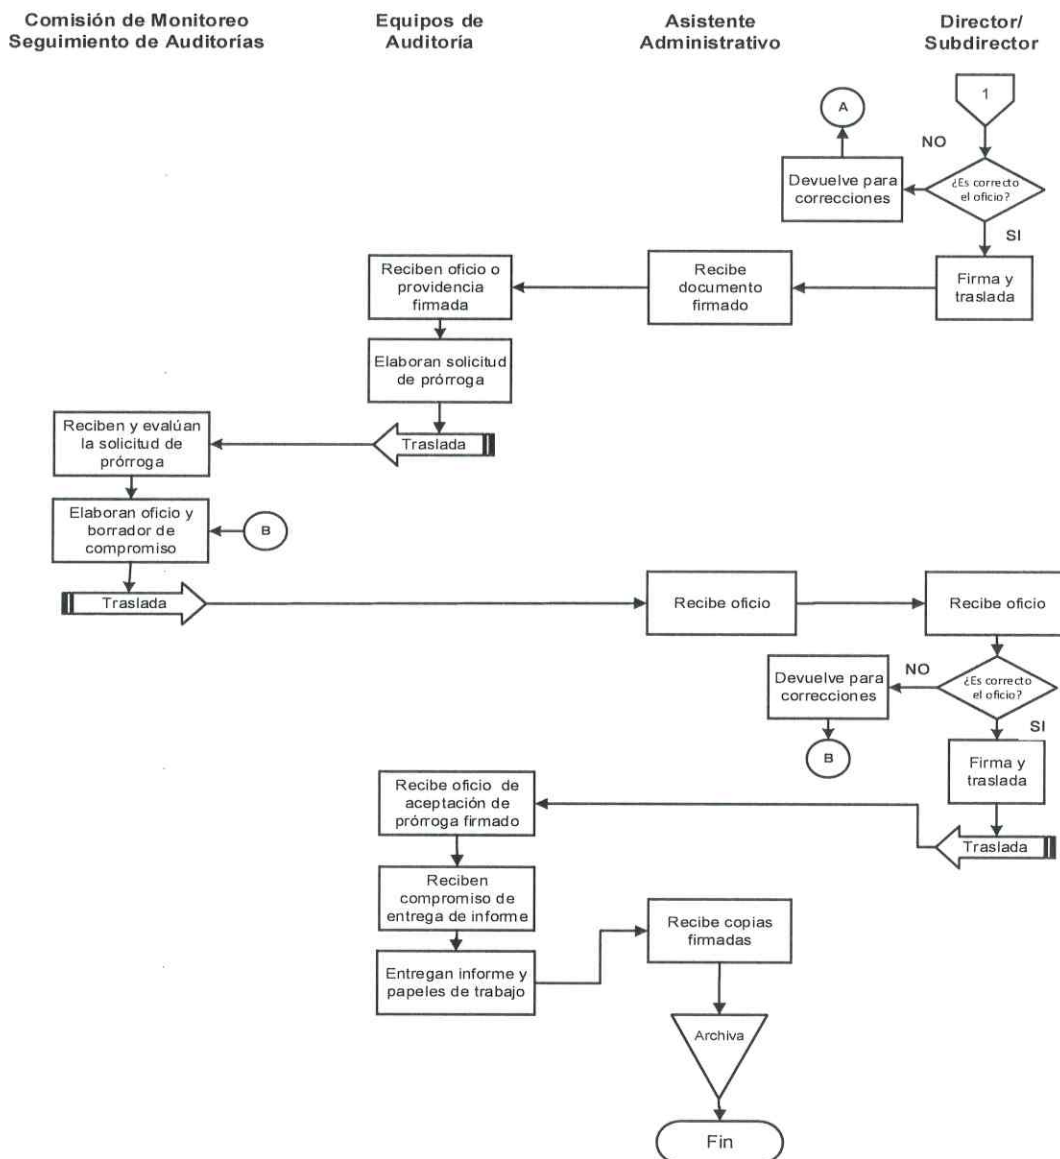 Comisión de Monitoreo
Seguimiento de Auditorías
Equipos de
Auditoría
Asistente
Administrativo
Director/
Subdirector
1
A
NO
Devuelve para
correcciones
¿Es correcto
el oficio?
SI
Reciben oficio o
providencia
firmada
Recibe
documento
firmado
Firma y
traslada
Elaboran solicitud
de prórroga
Reciben y evalúan
la solicitud de
prórroga
Traslada
Elaboran oficio y
borrador de
compromiso
B
Traslada
Recibe oficio
Recibe oficio
Devuelve para
correcciones
NO
¿Es correcto
el oficio?
SI
B
Firma y
traslada
Recibe oficio de
aceptación de
prórroga firmado
Traslada
Reciben
compromiso de
entrega de informe
Recibe copias
firmadas
Entregan informe y
papeles de trabajo
Archiva
Fin